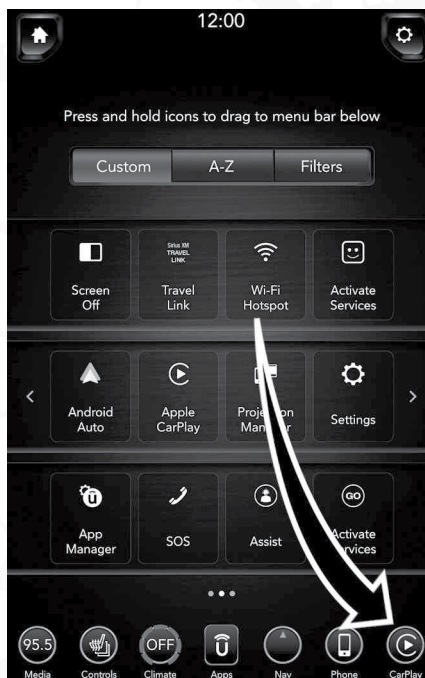 12:00
Press and hold icons to drag to menu bar below
Custom A-Z Filters
Sirius XM
TRAVEL
LINK
Screen
Off
Travel
Link
Wi-Fi
Hotspot
Activate
Services
Android
Auto
Apple
CarPlay
Settings
GO
App
Manager
SOS
Assist
Activate
95.5
OFF
Media Controls Climate Apps Nav Phone CarPlay